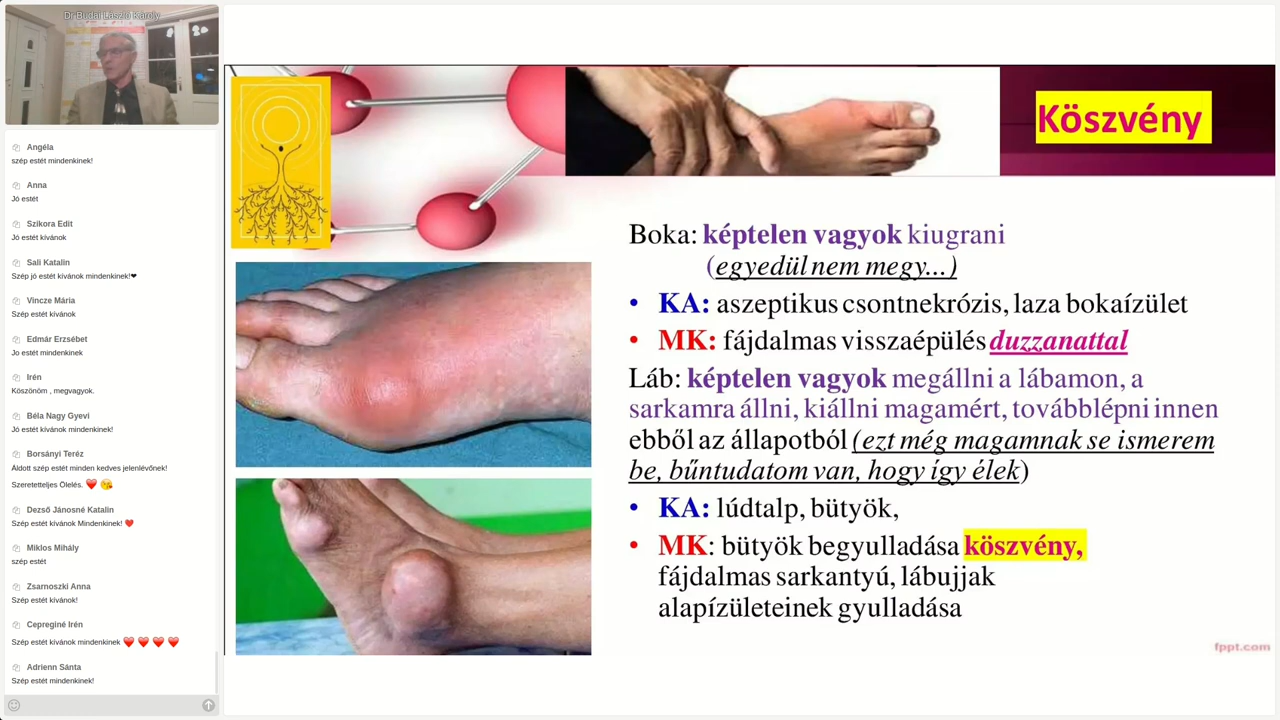 Dr Budai László Károly
Angéla
szép estét mindenkinek!
Anna
Jó estét
Szikora Edit
Jó estét kívánok
Sali Katalin
Szép jó estét kívánok mindenkinek!❤
Vincze Mária
Szép estét kívánok
Edmár Erzsébet
Jo estét mindenkinek
Irén
Köszönöm , megvagyok.
Béla Nagy Gyevi
Jó estét kívánok mindenkinek!
Borsányi Teréz
Áldott szép estét minden kedves jelenlévőnek!
Szeretetteljes Ölelés. ❤️ 😘
Dezső Jánosné Katalin
Szép estét kívánok Mindenkinek! ❤️
Miklos Mihály
szép estét
Zsarnoszki Anna
Szép estét kívánok!
Cepreginé Irén
Szép estét kívánok mindenkinek ❤️ ❤️ ❤️ ❤️
Adrienn Sánta
Szép estét mindenkinek!
Köszvény
Boka: képtelen vagyok kiugrani
(egyedül nem megy...)
• KA: aszeptikus csontnekrózis, laza bokaízület
• MK: fájdalmas visszaépülés duzzanattal
Láb: képtelen vagyok megállni a lábamon, a
sarkamra állni, kiállni magamért, továbblépni innen
ebből az állapotból (ezt még magamnak se ismerem
be, bűntudatom van, hogy így élek)
• KA: lúdtalp, bütyök,
• MK: bütyök begyulladása köszvény,
fájdalmas sarkantyú, lábujjak
alapízületeinek gyulladása
fppt.com